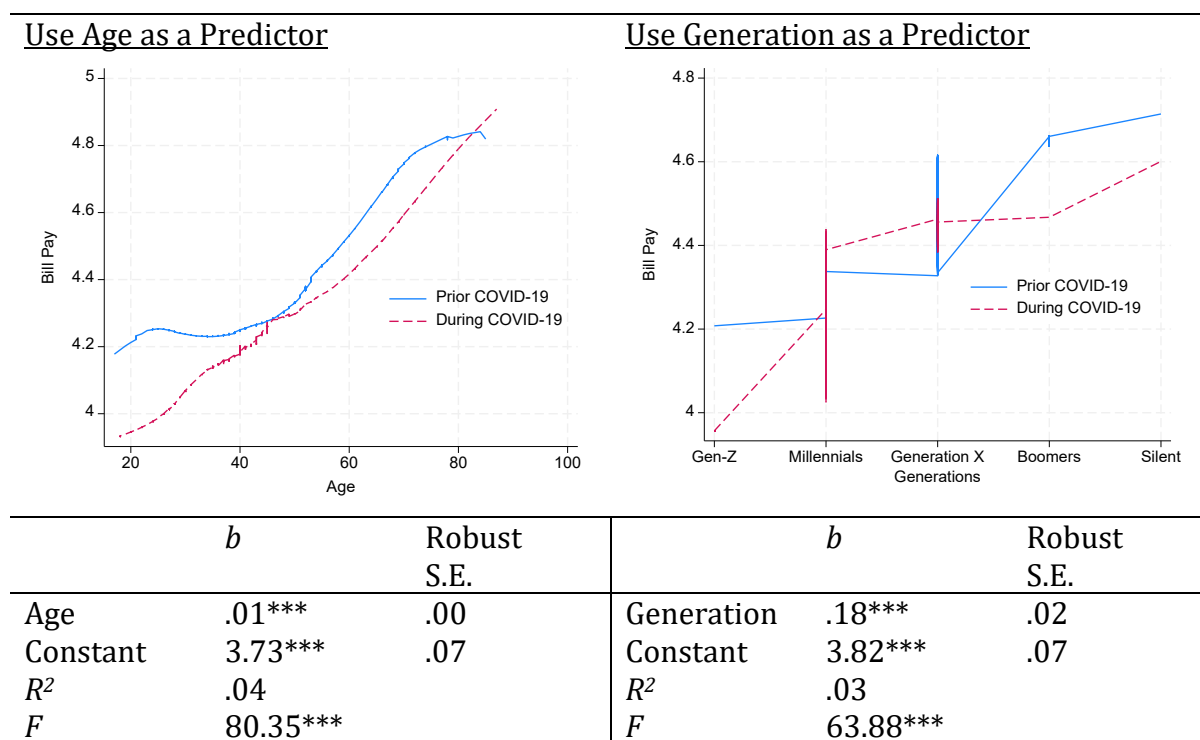 Use Age as a Predictor
Use Generation as a Predictor
5
4.8
4.6
4.4
4.2
4
Bill Pay
Prior COVID-19
During COVID-19
20 40 60 80 100
Age
4.8
4.6
4.4
4.2
4
Bill Pay
Prior COVID-19
During COVID-19
Gen-Z Millennials Generation X Boomers Silent
Generations
b Robust S.E.
Age .01*** .00
Constant 3.73*** .07
R² .04
F 80.35***
b Robust S.E.
Generation .18*** .02
Constant 3.82*** .07
R² .03
F 63.88***